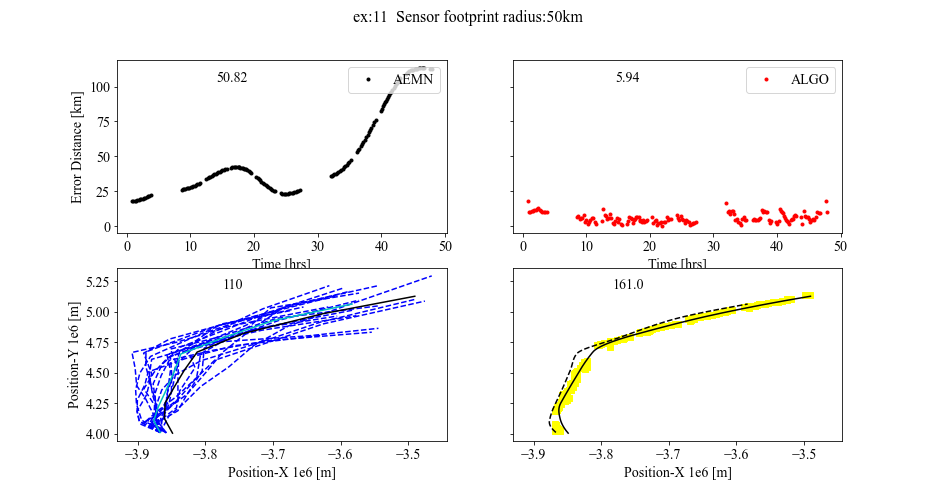 ex:11  Sensor footprint radius:50km
50.82
AEMN
Error Distance [km]
100
75
50
25
0
0 10 20 30 40 50
Time [hrs]
5.94
ALGO
0 10 20 30 40 50
Time [hrs]
110
Position-Y 1e6 [m]
5.25
5.00
4.75
4.50
4.25
4.00
−3.9 −3.8 −3.7 −3.6 −3.5
Position-X 1e6 [m]
161.0
−3.9 −3.8 −3.7 −3.6 −3.5
Position-X 1e6 [m]